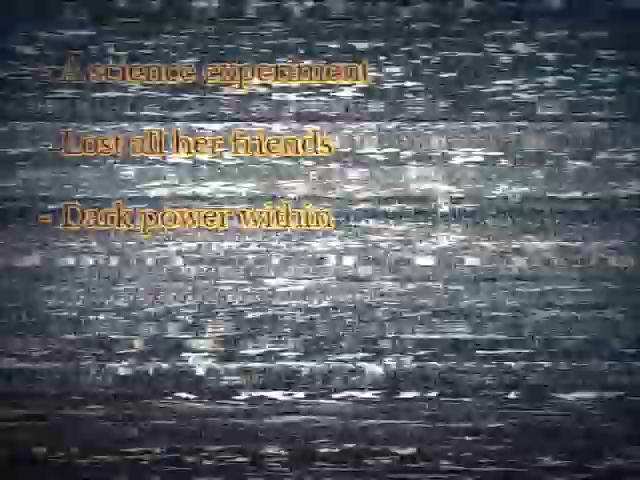 - A science experiment
- Lost all her friends
- Dark power within